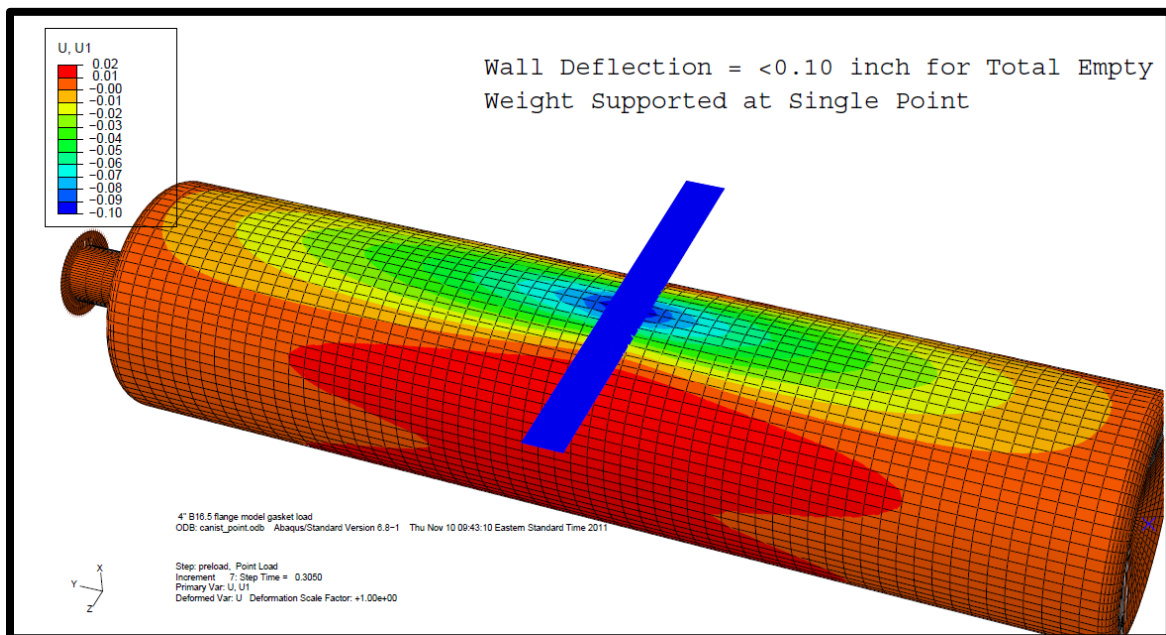 U, U1
0.02
0.01
−0.00
−0.01
−0.02
−0.03
−0.04
−0.05
−0.06
−0.08
−0.09
−0.10
Wall Deflection = <0.10 inch for Total Empty
Weight Supported at Single Point
4" B16.5 flange model gasket load
ODB: canist_point.odb Abaqus/Standard Version 6.8−1 Thu Nov 10 09:43:10 Eastern Standard Time 2011
X
Y
Z
Step: preload, Point Load
Increment 7: Step Time = 0.3050
Primary Var: U, U1
Deformed Var: U Deformation Scale Factor: +1.00e+00